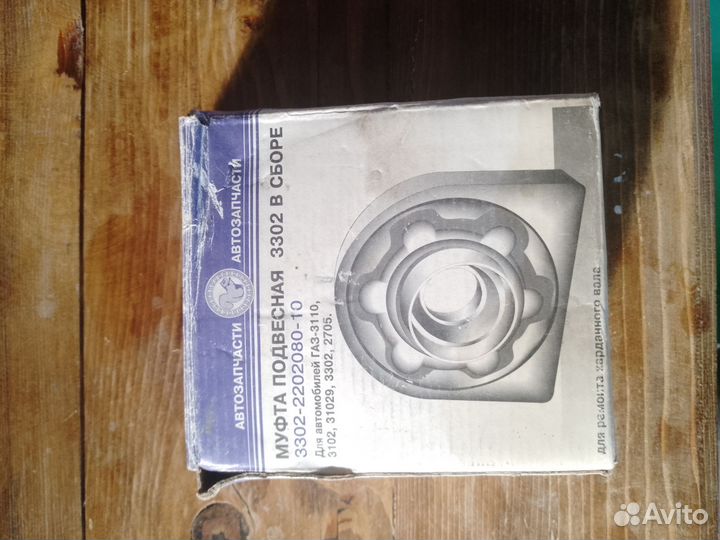 АВТОЗАПЧАСТИ АВТОЗАПЧАСТИ
МУФТА ПОДВЕСНАЯ 3302 В СБОРЕ
3302-2202080-10
Для автомобилей ГАЗ-3110,
3102, 31029, 3302, 2705.
для ремонта карданного вала
Avito